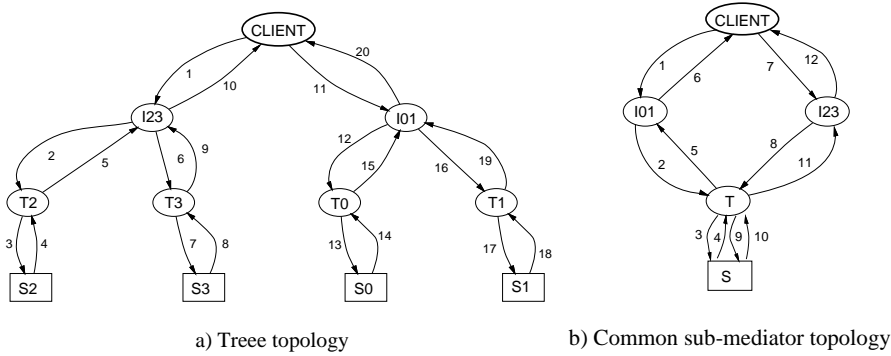 CLIENT
20
1
10
11
I23
I01
2
5
6
9
12
15
16
19
T2
T3
T0
T1
3
4
7
8
13
14
17
18
S2
S3
S0
S1
a) Treee topology
CLIENT
1
6
7
12
I01
I23
2
5
8
11
T
3
4
9
10
S
b) Common sub-mediator topology